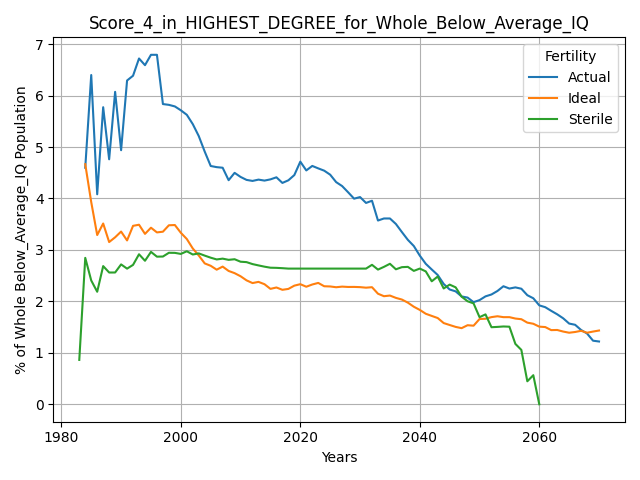 Score_4_in_HIGHEST_DEGREE_for_Whole_Below_Average_IQ
% of Whole Below_Average_IQ Population
7
6
5
4
3
2
1
0
Fertility
Actual
Ideal
Sterile
1980 2000 2020 2040 2060
Years